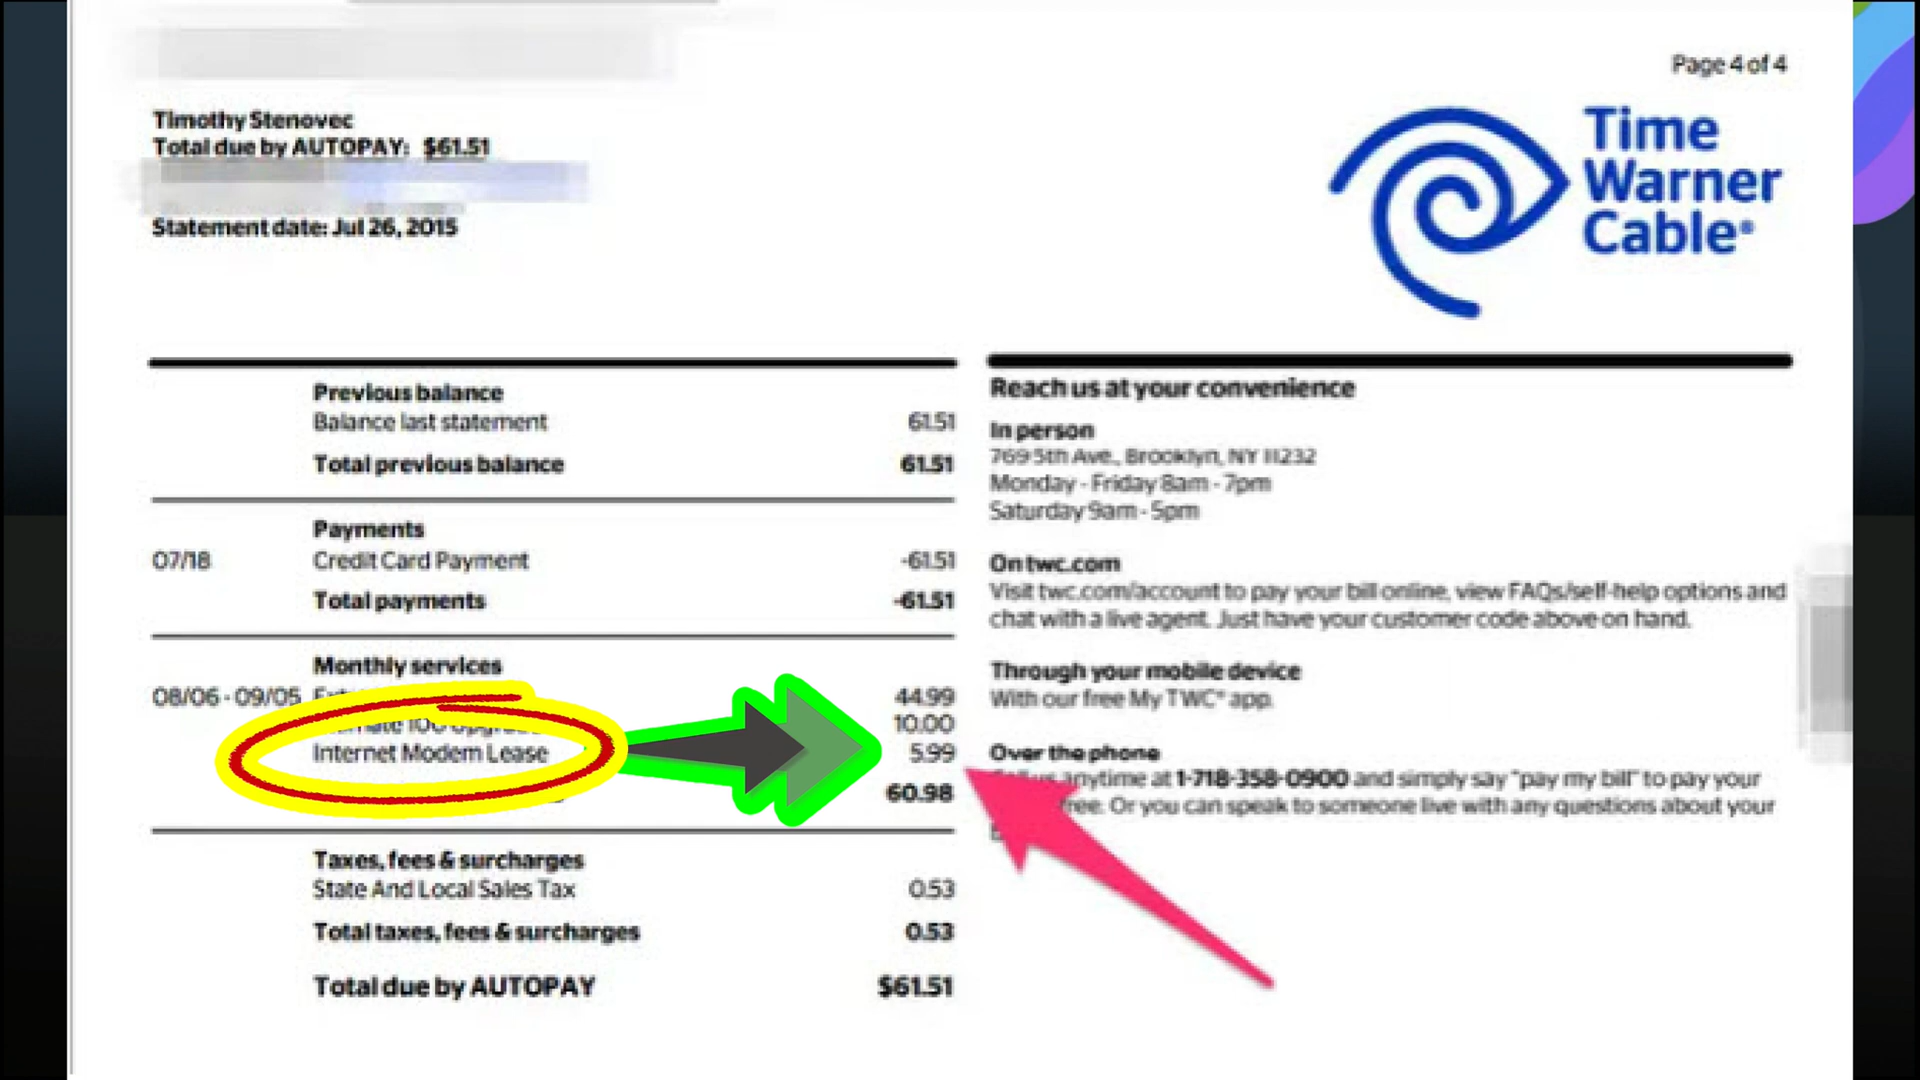 Page 4 of 4
Timothy Stenovec
Total due by AUTOPAY: $61.51
Statement date: Jul 26, 2015
Time
Warner
Cable®
Previous balance
Balance last statement 61.51
Total previous balance 61.51
Payments
07/18 Credit Card Payment -61.51
Total payments -61.51
Monthly services
08/06 - 09/05 44.99
10.00
Internet Modem Lease 5.99
60.98
Taxes, fees & surcharges
State And Local Sales Tax 0.53
Total taxes, fees & surcharges 0.53
Total due by AUTOPAY $61.51
Reach us at your convenience
In person
769 5th Ave., Brooklyn, NY 11232
Monday - Friday 8am - 7pm
Saturday 9am - 5pm
On twc.com
Visit twc.com/account to pay your bill online, view FAQs/self-help options and
chat with a live agent. Just have your customer code above on hand.
Through your mobile device
With our free My TWC® app.
Over the phone
anytime at 1-718-358-0900 and simply say "pay my bill" to pay your
free. Or you can speak to someone live with any questions about your